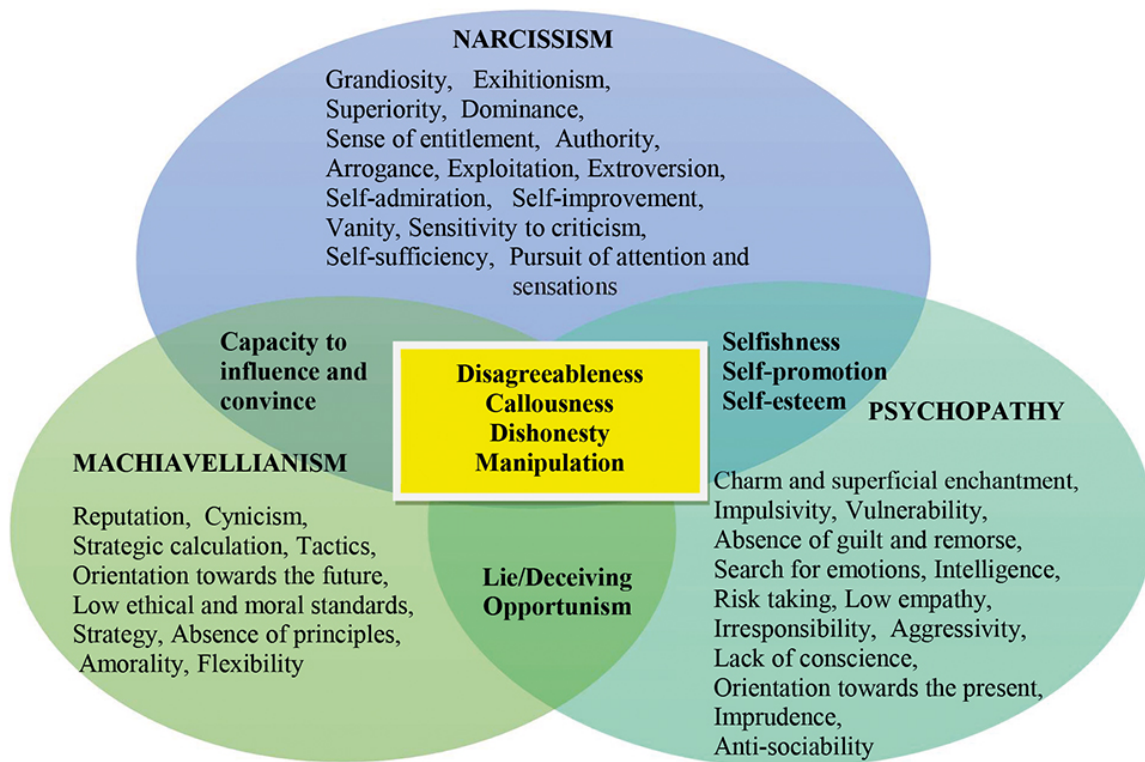 NARCISSISM
Grandiosity, Exihitionism,
Superiority, Dominance,
Sense of entitlement, Authority,
Arrogance, Exploitation, Extroversion,
Self-admiration, Self-improvement,
Vanity, Sensitivity to criticism,
Self-sufficiency, Pursuit of attention and
sensations
Capacity to
influence and
convince
Disagreeableness
Callousness
Dishonesty
Manipulation
Selfishness
Self-promotion
Self-esteem
MACHIAVELLIANISM
Reputation, Cynicism,
Strategic calculation, Tactics,
Orientation towards the future,
Low ethical and moral standards,
Strategy, Absence of principles,
Amorality, Flexibility
Lie/Deceiving
Opportunism
PSYCHOPATHY
Charm and superficial enchantment,
Impulsivity, Vulnerability,
Absence of guilt and remorse,
Search for emotions, Intelligence,
Risk taking, Low empathy,
Irresponsibility, Aggressivity,
Lack of conscience,
Orientation towards the present,
Imprudence,
Anti-sociability